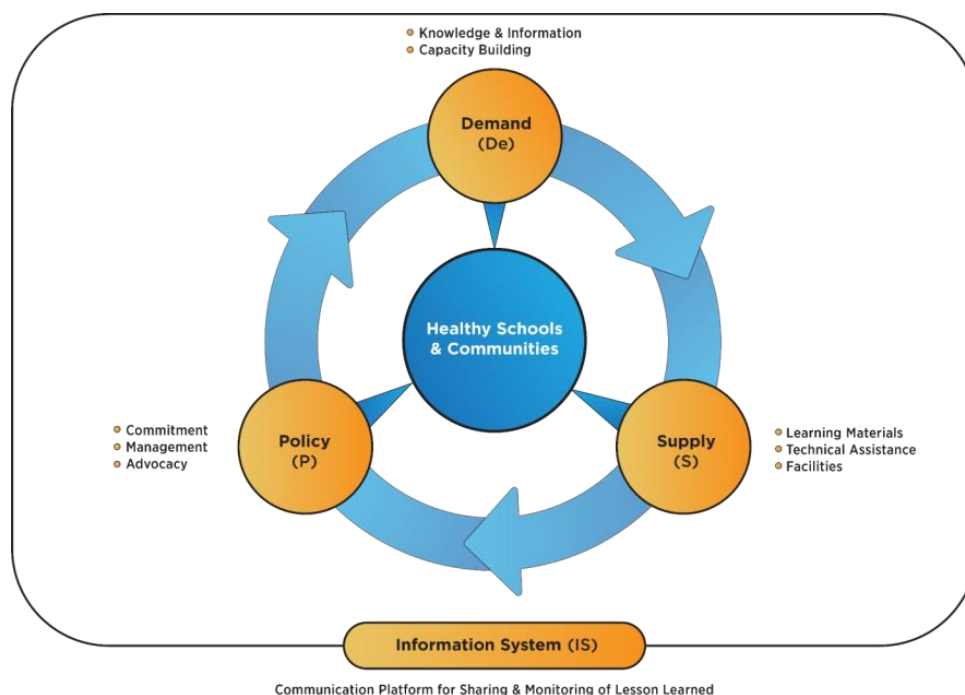 Knowledge & Information
Capacity Building
Demand
(De)
Healthy Schools
& Communities
Commitment
Management
Advocacy
Policy
(P)
Supply
(S)
Learning Materials
Technical Assistance
Facilities
Information System (IS)
Communication Platform for Sharing & Monitoring of Lesson Learned